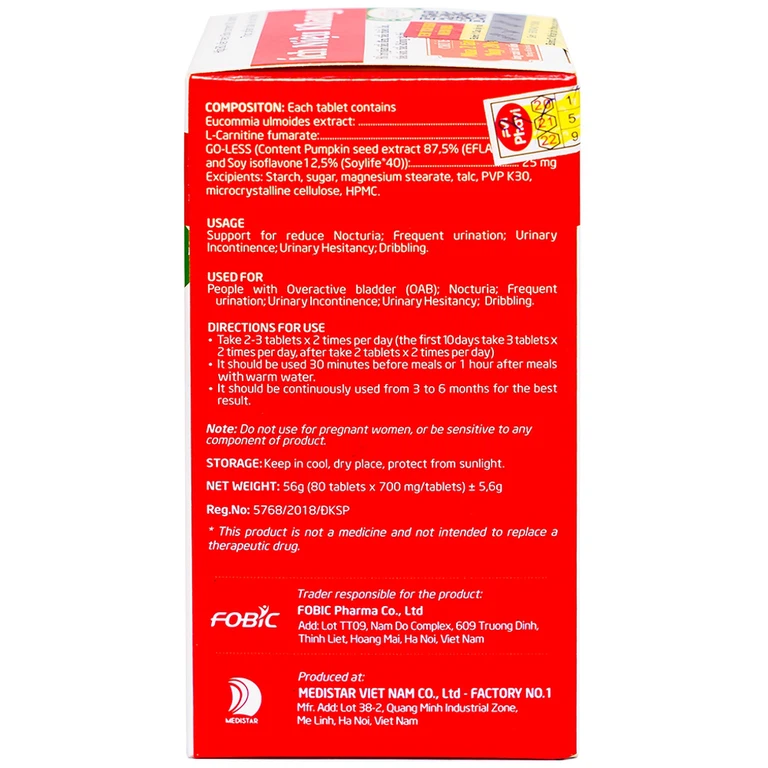 Ích Niệu Khang
COMPOSITON: Each tablet contains
Eucommia ulmoides extract:
L-Carnitine fumarate:
GO-LESS (Content Pumpkin seed extract 87,5% (EFLA
and Soy isoflavone 12,5% (Soylife*40)): 25 mg
Excipients: Starch, sugar, magnesium stearate, talc, PVP K30,
microcrystalline cellulose, HPMC.
20 1
21 5
22 9
USAGE
Support for reduce Nocturia; Frequent urination; Urinary
Incontinence; Urinary Hesitancy; Dribbling.
USED FOR
People with Overactive bladder (OAB); Nocturia; Frequent
urination; Urinary Incontinence; Urinary Hesitancy; Dribbling.
DIRECTIONS FOR USE
• Take 2-3 tablets x 2 times per day (the first 10 days take 3 tablets x
2 times per day, after take 2 tablets x 2 times per day)
• It should be used 30 minutes before meals or 1 hour after meals
with warm water.
• It should be continuously used from 3 to 6 months for the best
result.
Note: Do not use for pregnant women, or be sensitive to any
component of product.
STORAGE: Keep in cool, dry place, protect from sunlight.
NET WEIGHT: 56g (80 tablets x 700 mg/tablets) ± 5,6g
Reg.No: 5768/2018/ĐKSP
* This product is not a medicine and not intended to replace a
therapeutic drug.
Trader responsible for the product:
FOBIC
FOBIC Pharma Co., Ltd
Add: Lot TT09, Nam Do Complex, 609 Truong Dinh,
Thinh Liet, Hoang Mai, Ha Noi, Viet Nam
Produced at:
MEDISTAR
MEDISTAR VIET NAM CO., Ltd - FACTORY NO.1
Mfr. Add: Lot 38-2, Quang Minh Industrial Zone,
Me Linh, Ha Noi, Viet Nam